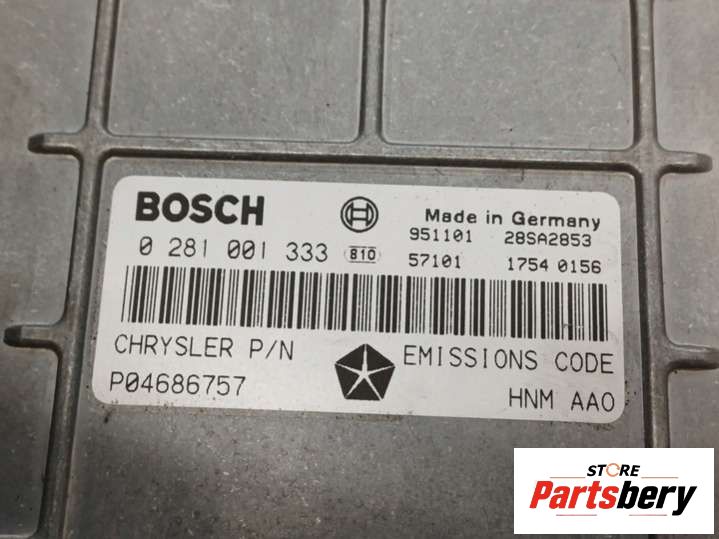 BOSCH
Made in Germany
951101 28SA2853
0 281 001 333 810 57101 1754 0156
CHRYSLER P/N
EMISSIONS CODE
P04686757
HNM AAO
STORE
Partsbery